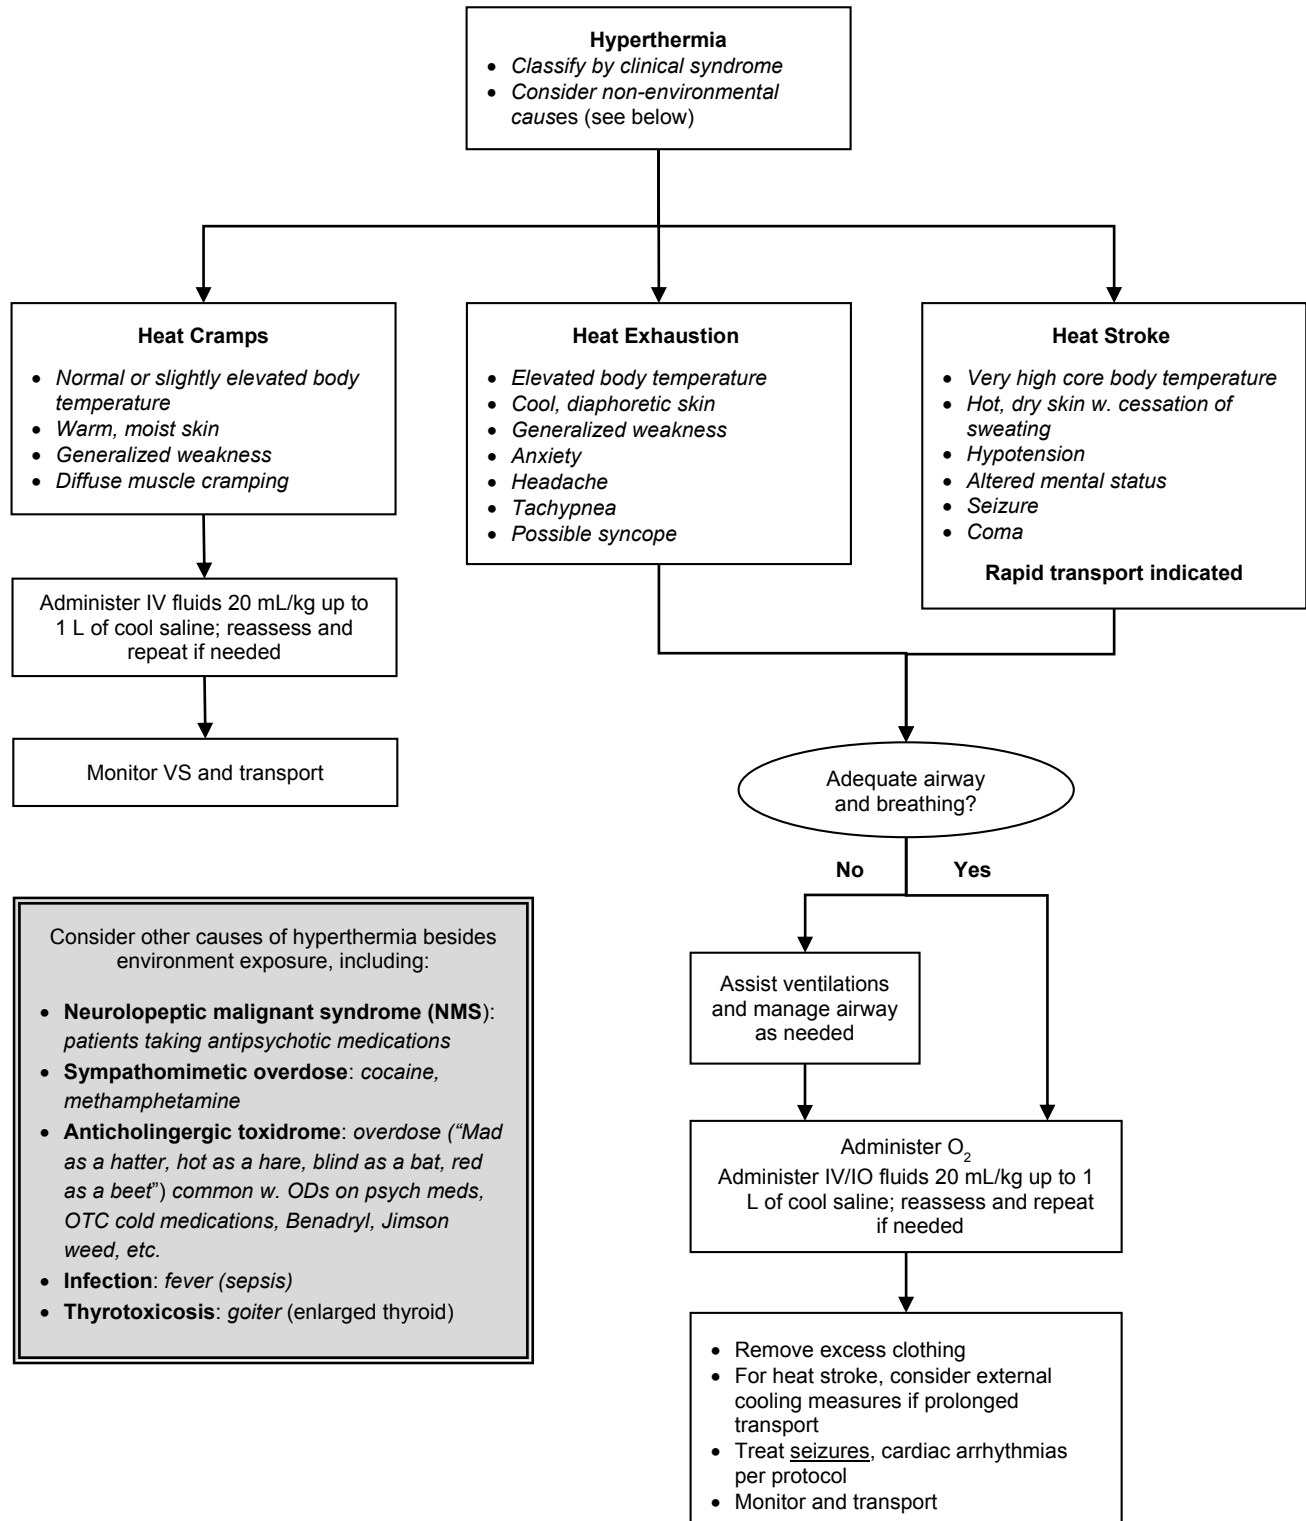 Hyperthermia
• Classify by clinical syndrome
• Consider non-environmental
causes (see below)
Heat Cramps
• Normal or slightly elevated body
temperature
• Warm, moist skin
• Generalized weakness
• Diffuse muscle cramping
Heat Exhaustion
• Elevated body temperature
• Cool, diaphoretic skin
• Generalized weakness
• Anxiety
• Headache
• Tachypnea
• Possible syncope
Heat Stroke
• Very high core body temperature
• Hot, dry skin w. cessation of
sweating
• Hypotension
• Altered mental status
• Seizure
• Coma
Rapid transport indicated
Administer IV fluids 20 mL/kg up to
1 L of cool saline; reassess and
repeat if needed
Monitor VS and transport
Adequate airway
and breathing?
No
Yes
Assist ventilations
and manage airway
as needed
Administer O2
Administer IV/IO fluids 20 mL/kg up to 1
L of cool saline; reassess and repeat
if needed
• Remove excess clothing
• For heat stroke, consider external
cooling measures if prolonged
transport
• Treat seizures, cardiac arrhythmias
per protocol
• Monitor and transport
Consider other causes of hyperthermia besides
environment exposure, including:
• Neurolopeptic malignant syndrome (NMS):
patients taking antipsychotic medications
• Sympathomimetic overdose: cocaine,
methamphetamine
• Anticholingergic toxidrome: overdose (“Mad
as a hatter, hot as a hare, blind as a bat, red
as a beet”) common w. ODs on psych meds,
OTC cold medications, Benadryl, Jimson
weed, etc.
• Infection: fever (sepsis)
• Thyrotoxicosis: goiter (enlarged thyroid)